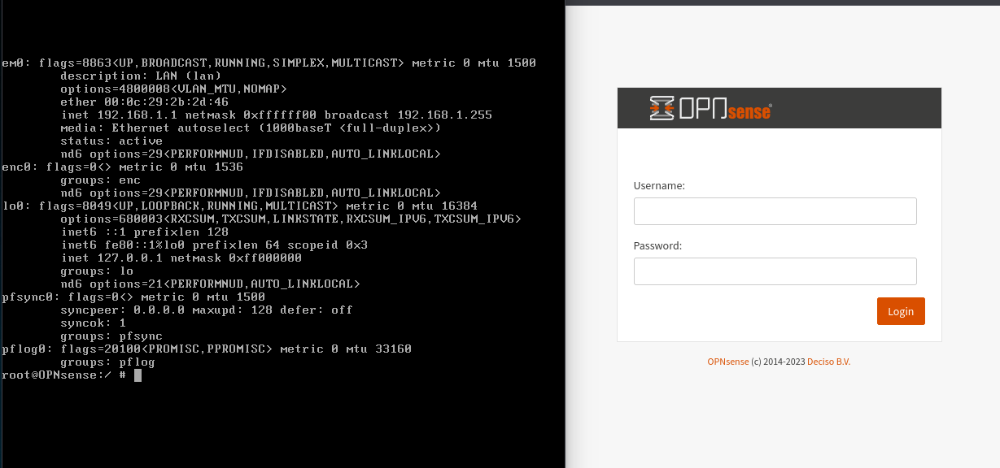 em0: flags=8863<UP,BROADCAST,RUNNING,SIMPLEX,MULTICAST> metric 0 mtu 1500
description: LAN (lan)
options=4800008<VLAN_MTU,NOMAP>
ether 00:0c:29:2b:2d:46
inet 192.168.1.1 netmask 0xffffff00 broadcast 192.168.1.255
media: Ethernet autoselect (1000baseT <full-duplex>)
status: active
nd6 options=29<PERFORMNUD,IFDISABLED,AUTO_LINKLOCAL>
enc0: flags=0<> metric 0 mtu 1536
groups: enc
nd6 options=29<PERFORMNUD,IFDISABLED,AUTO_LINKLOCAL>
lo0: flags=8049<UP,LOOPBACK,RUNNING,MULTICAST> metric 0 mtu 16384
options=680003<RXCSUM,TXCSUM,LINKSTATE,RXCSUM_IPV6,TXCSUM_IPV6>
inet6 ::1 prefixlen 128
inet6 fe80::1%lo0 prefixlen 64 scopeid 0x3
inet 127.0.0.1 netmask 0xff000000
groups: lo
nd6 options=21<PERFORMNUD,AUTO_LINKLOCAL>
pfsync0: flags=0<> metric 0 mtu 1500
syncpeer: 0.0.0.0 maxupd: 128 defer: off
syncok: 1
groups: pfsync
pflog0: flags=20100<PROMISC,PPROMISC> metric 0 mtu 33160
groups: pflog
root@OPNsense:/ #
OPNsense
Username:
Password:
Login
OPNsense (c) 2014-2023 Deciso B.V.